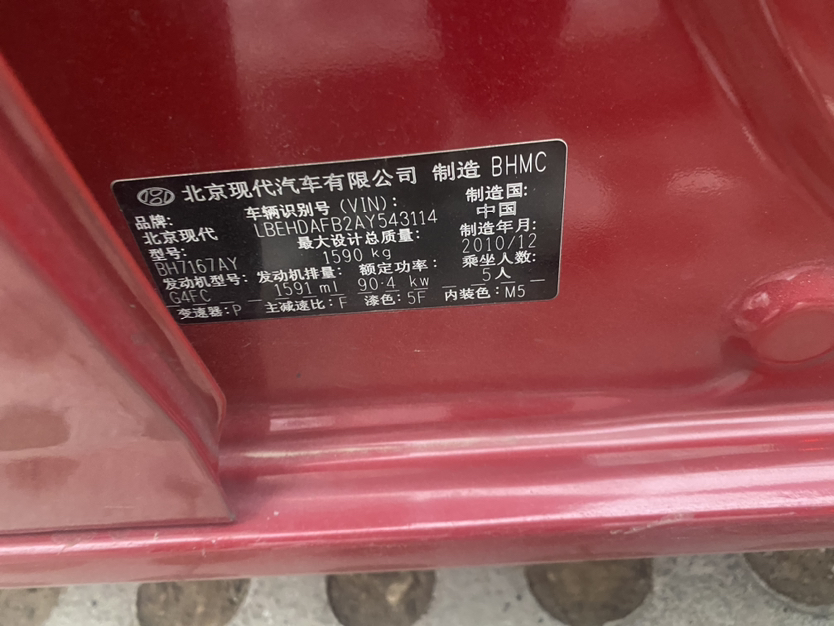 北京现代汽车有限公司 制造 BHMC
品牌: 车辆识别号 (VIN): 制造国:
北京现代 LBEHDAFB2AY543114 中国
型号: 最大设计总质量: 制造年月:
BH7167AY 1590 kg 2010/12
发动机型号: 发动机排量: 额定功率: 乘坐人数:
G4FC 1591 ml 90.4 kw 5人
变速器:P 主减速比:F 漆色:5F 内装色:M5